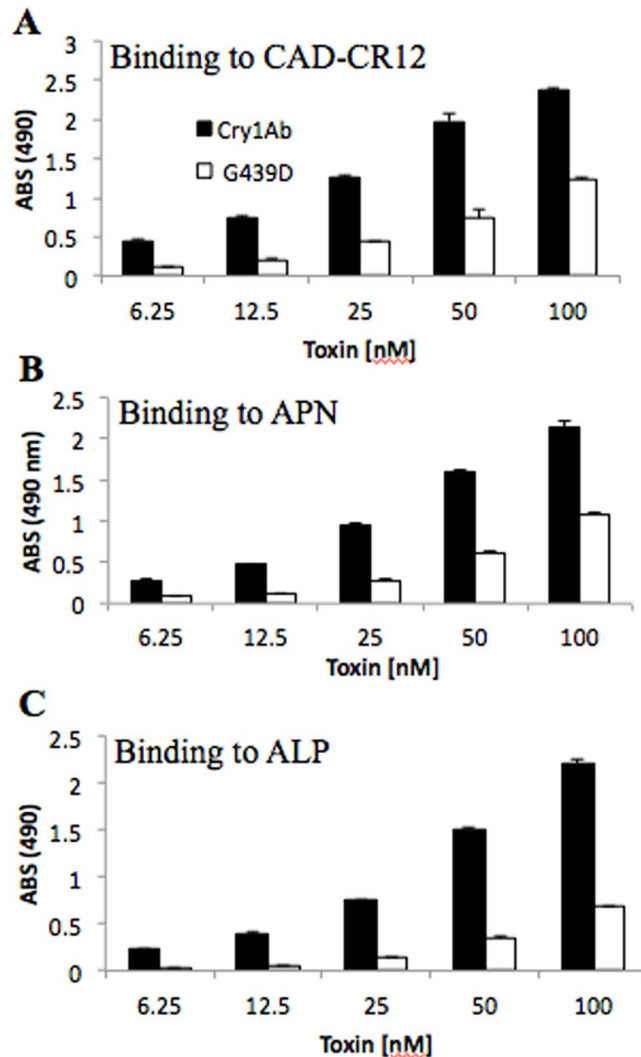 A
Binding to CAD-CR12
3
2.5
2
1.5
1
0.5
0
ABS (490)
Cry1Ab
G439D
6.25 12.5 25 50 100
Toxin [nM]
B
Binding to APN
2.5
2
1.5
1
0.5
0
ABS (490 nm)
6.25 12.5 25 50 100
Toxin [nM]
C
Binding to ALP
2.5
2
1.5
1
0.5
0
ABS (490)
6.25 12.5 25 50 100
Toxin [nM]